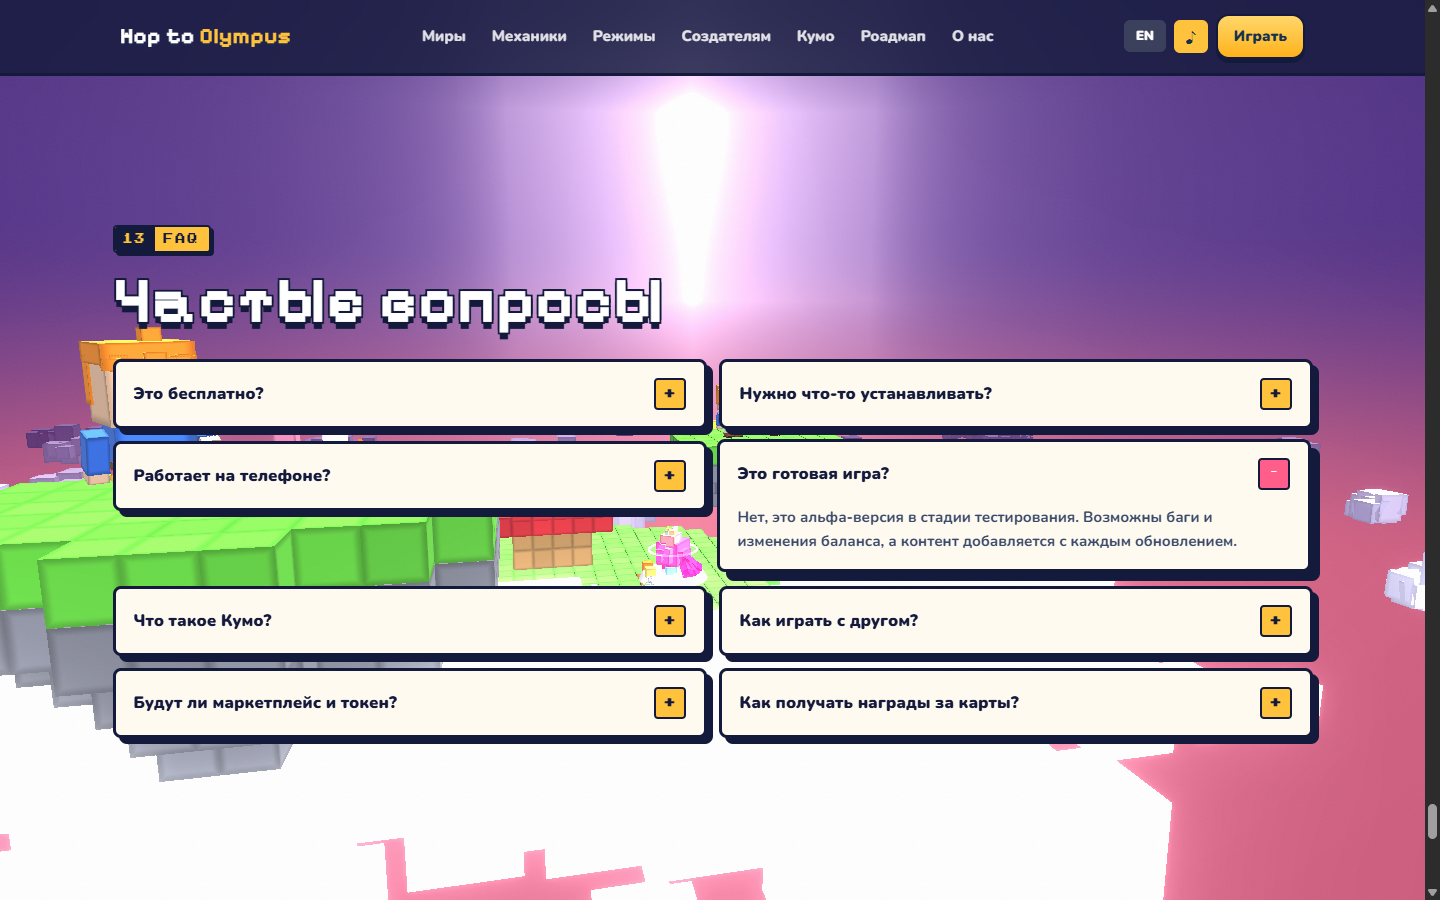 Hop to Olympus
Миры
Механики
Режимы
Создателям
Кумо
Роадмап
О нас
EN
Играть
13 FAQ
Частые вопросы
Это бесплатно?
Нужно что-то устанавливать?
Работает на телефоне?
Это готовая игра?
Нет, это альфа-версия в стадии тестирования. Возможны баги и
изменения баланса, а контент добавляется с каждым обновлением.
Что такое Кумо?
Как играть с другом?
Будут ли маркетплейс и токен?
Как получать награды за карты?